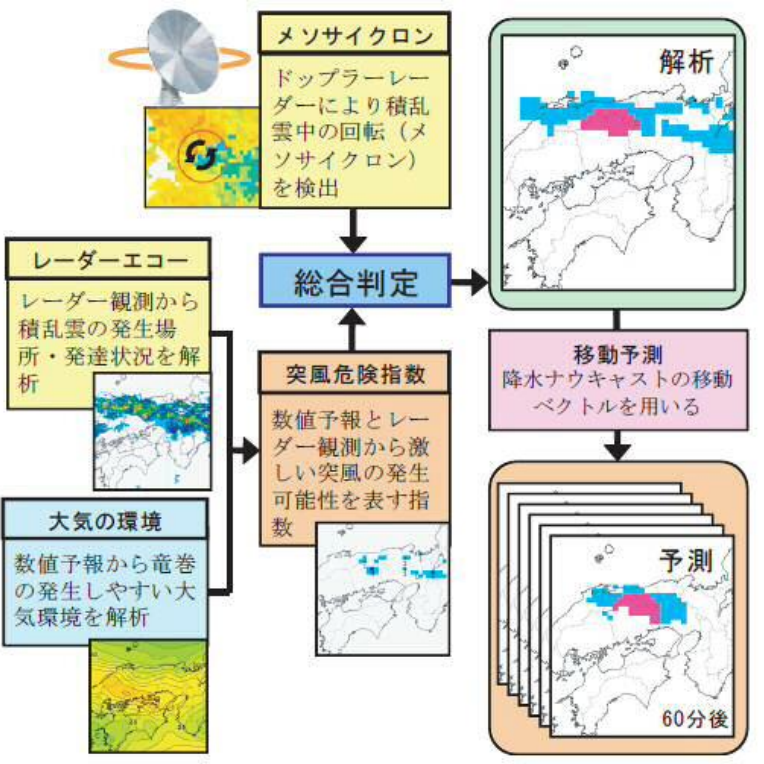 メソサイクロン
ドップラーレー
ダーにより積乱
雲中の回転（メ
ソサイクロン）
を検出
解析
レーダーエコー
レーダー観測から
積乱雲の発生場
所・発達状況を解
析
総合判定
突風危険指数
数値予報とレー
ダー観測から激
しい突風の発生
可能性を表す指
数
大気の環境
数値予報から竜巻
の発生しやすい大
気環境を解析
移動予測
降水ナウキャストの移動
ベクトルを用いる
予測
60分後